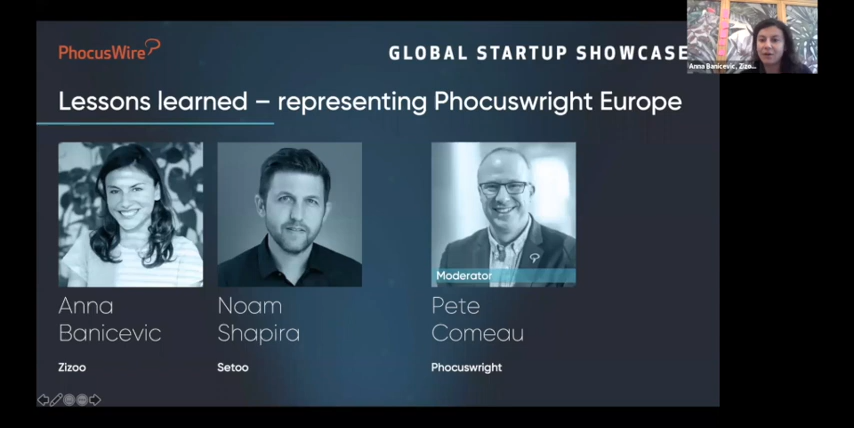 PhocusWire
GLOBAL STARTUP SHOWCASE
Anna Banicevic, Zizo...
Lessons learned – representing Phocuswright Europe
Moderator
Anna
Banicevic
Zizoo
Noam
Shapira
Setoo
Pete
Comeau
Phocuswright